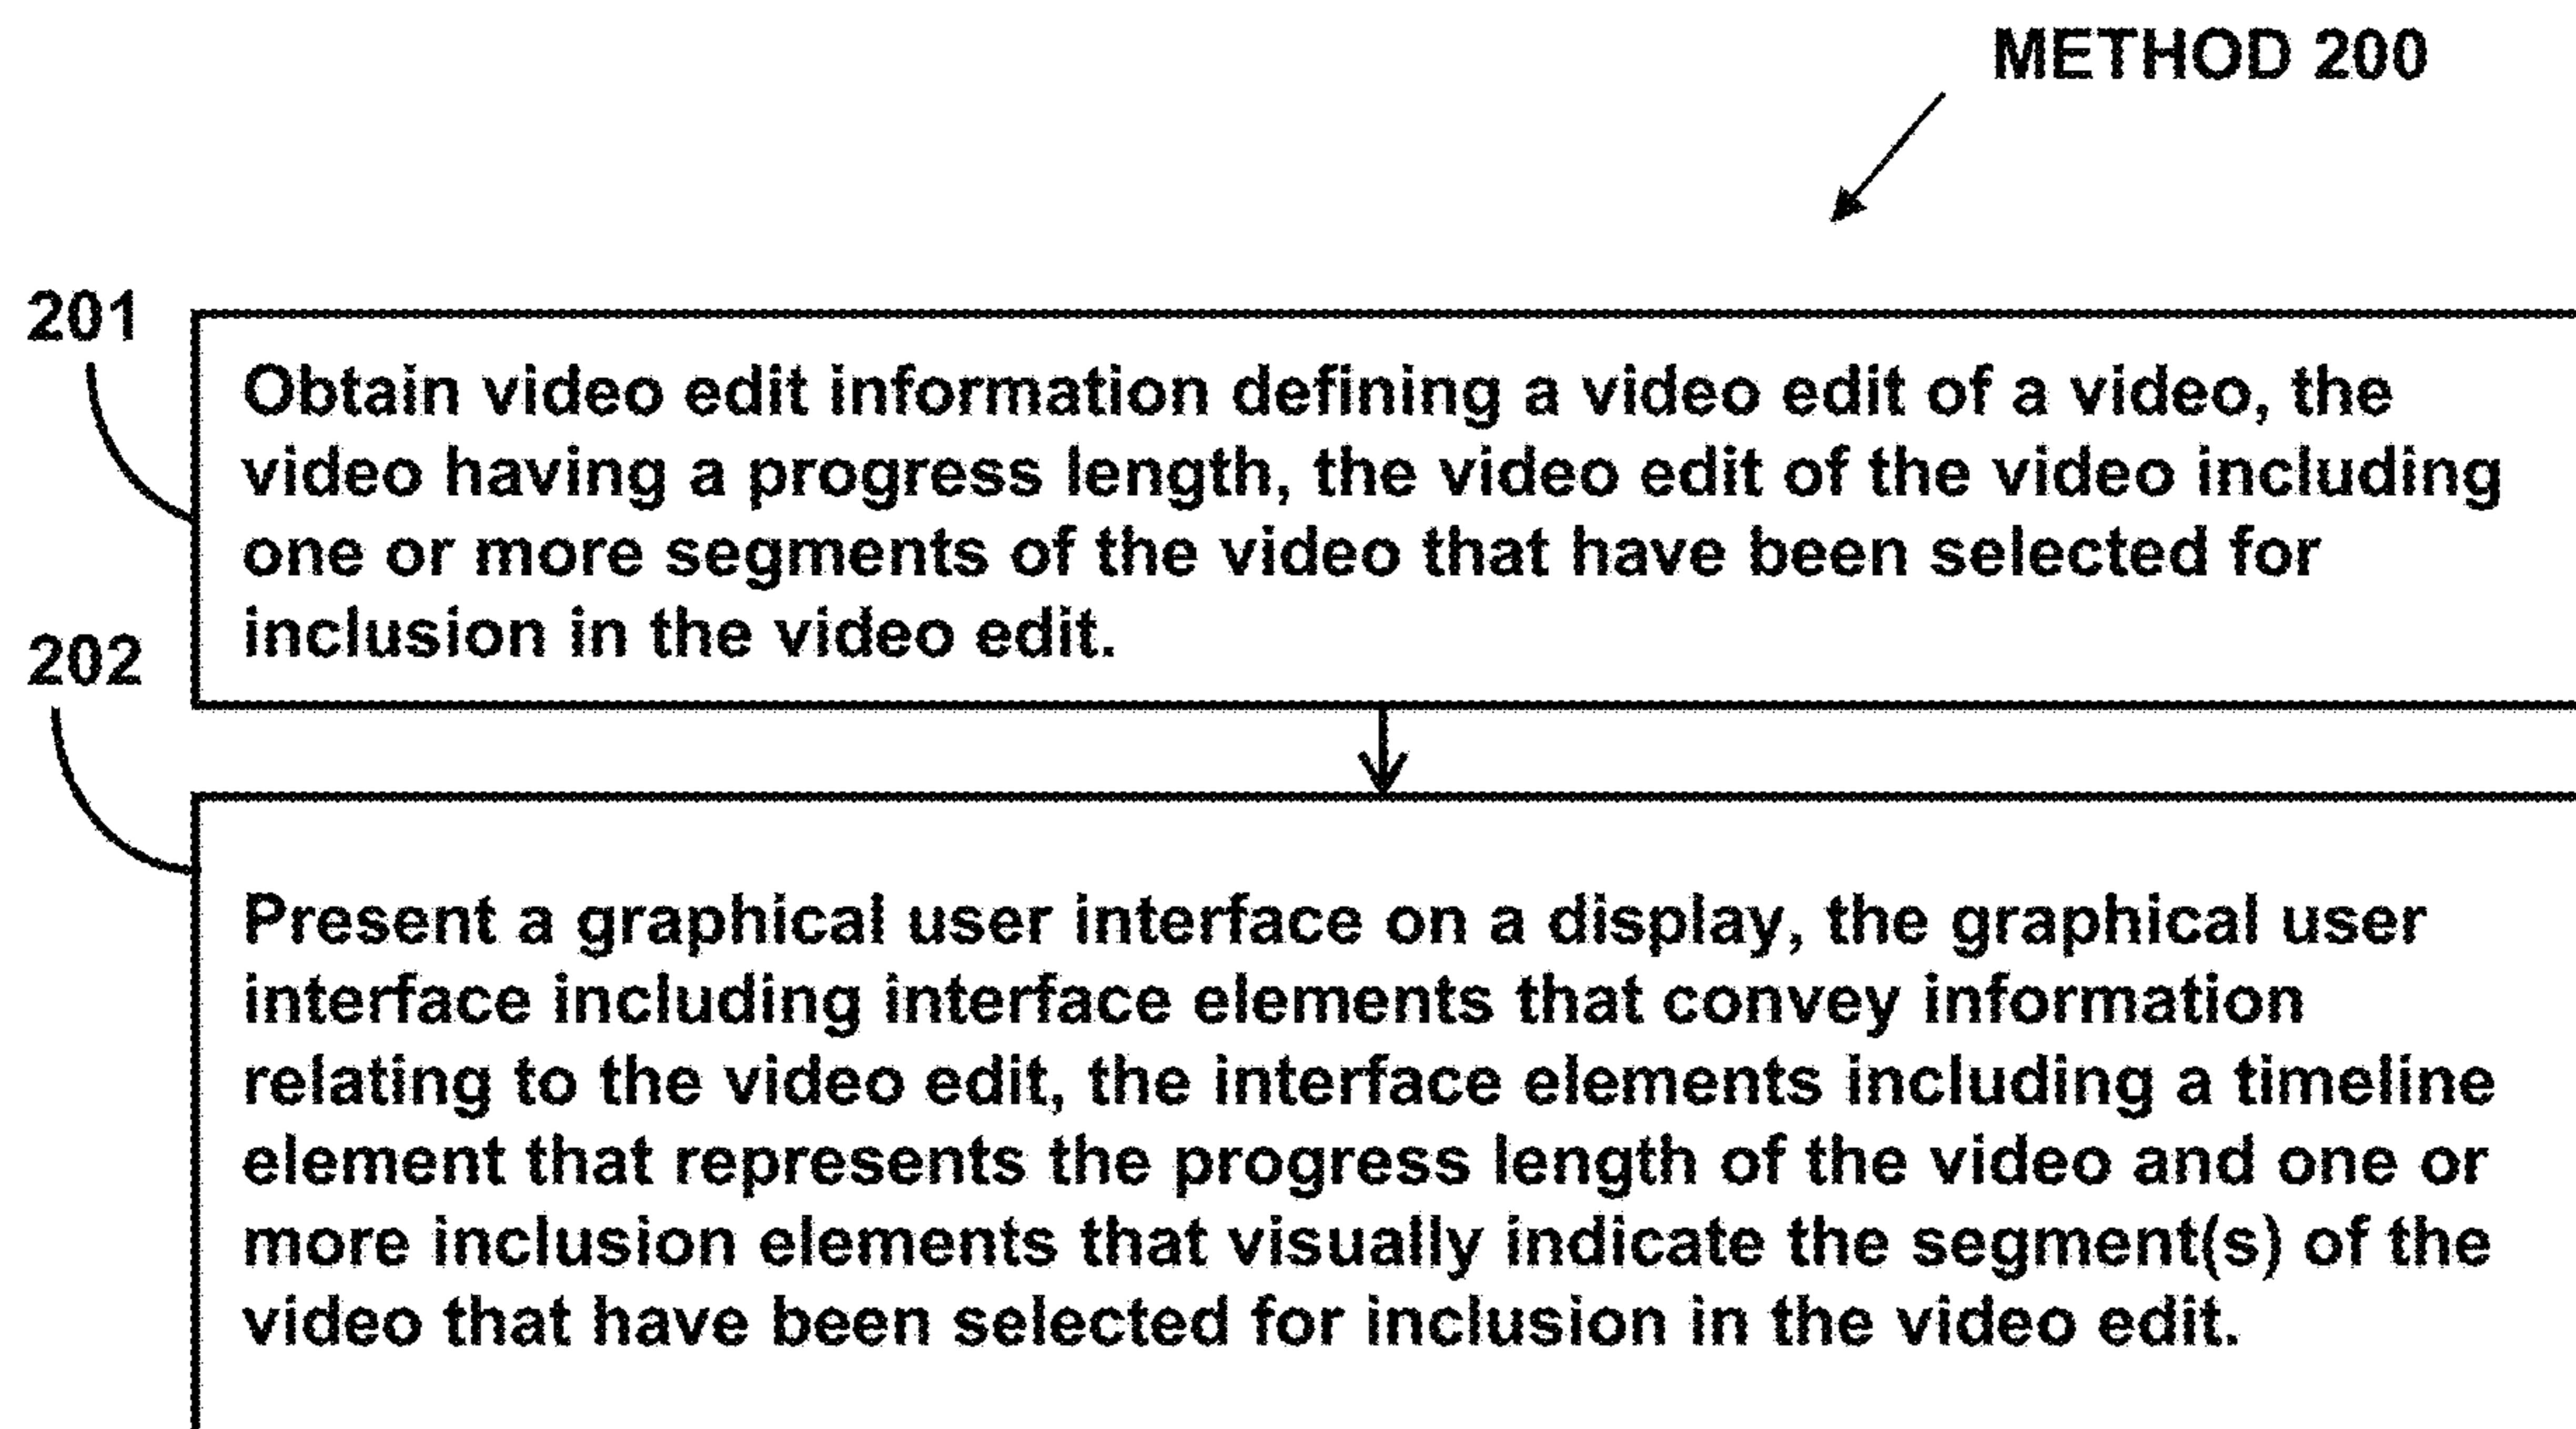 METHOD 200
201
Obtain video edit information defining a video edit of a video, the
video having a progress length, the video edit of the video including
one or more segments of the video that have been selected for
inclusion in the video edit.
202
Present a graphical user interface on a display, the graphical user
interface including interface elements that convey information
relating to the video edit, the interface elements including a timeline
element that represents the progress length of the video and one or
more inclusion elements that visually indicate the segment(s) of the
video that have been selected for inclusion in the video edit.